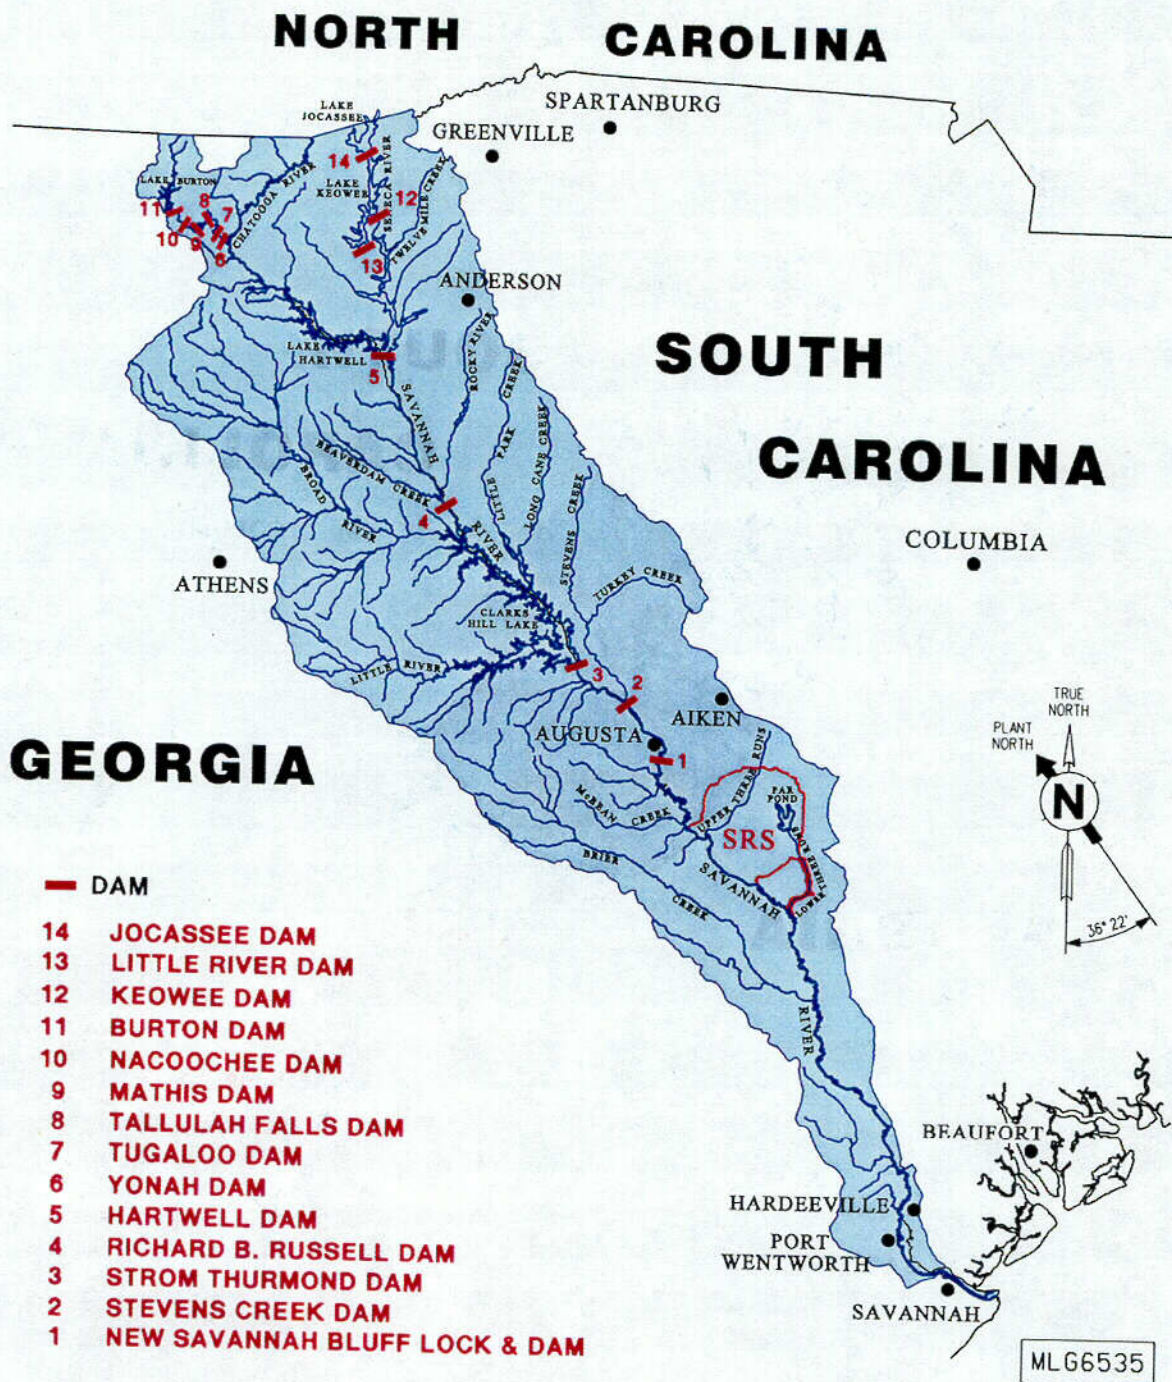 NORTH CAROLINA
SPARTANBURG
GREENVILLE
LAKE
JOCASSEE
14
SENECA RIVER
LAKE
KEOWEE
12
TWELVE MILE CREEK
13
LAKE BURTON
CHATOOGA RIVER
11
10
9
8
7
6
ANDERSON
SOUTH
CAROLINA
LAKE
HARTWELL
5
SAVANNAH
RIVER
ROCKY RIVER
LITTLE PARK CREEK
LONG CANE CREEK
STEVENS CREEK
TURKEY CREEK
BEAVERDAM CREEK
4
BROAD
RIVER
COLUMBIA
ATHENS
CLARKS
HILL LAKE
LITTLE RIVER
3
2
AIKEN
AUGUSTA
1
GEORGIA
UPPER THREE RUNS
PAR
POND
SRS
LOWER THREE RUNS
McBEAN CREEK
BRIER
CREEK
SAVANNAH
RIVER
TRUE
NORTH
PLANT
NORTH
N
36° 22'
DAM
14 JOCASSEE DAM
13 LITTLE RIVER DAM
12 KEOWEE DAM
11 BURTON DAM
10 NACOOCHEE DAM
9 MATHIS DAM
8 TALLULAH FALLS DAM
7 TUGALOO DAM
6 YONAH DAM
5 HARTWELL DAM
4 RICHARD B. RUSSELL DAM
3 STROM THURMOND DAM
2 STEVENS CREEK DAM
1 NEW SAVANNAH BLUFF LOCK & DAM
BEAUFORT
HARDEEVILLE
PORT
WENTWORTH
SAVANNAH
MLG6535